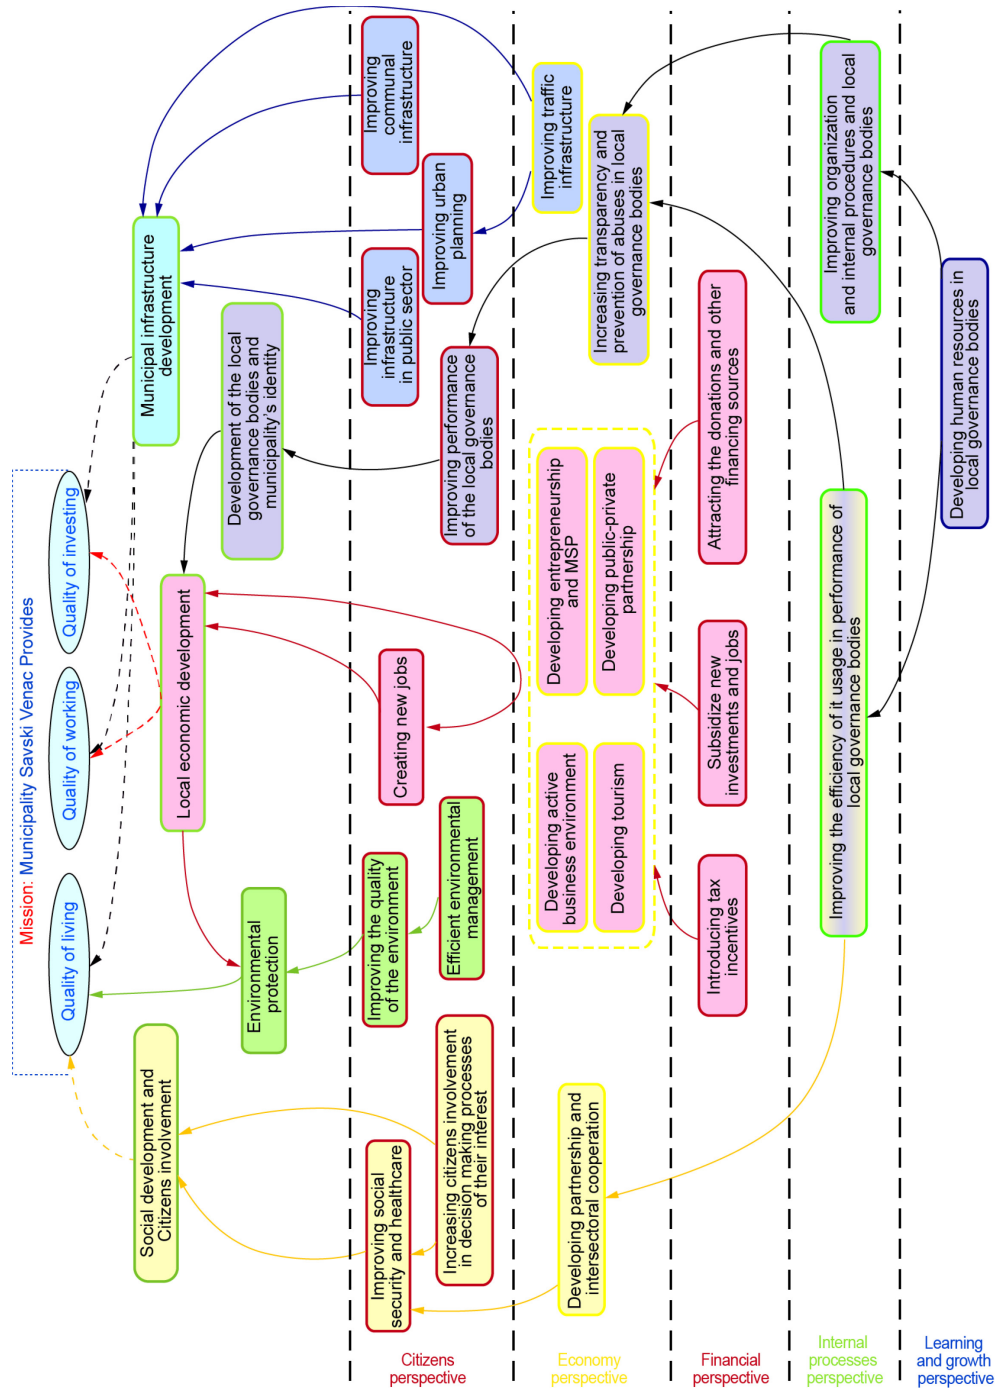 Mission: Municipality Savski Venac Provides
Quality of living
Quality of working
Quality of investing
Social development and
Citizens involvement
Environmental
protection
Local economic development
Development of the local
governance bodies and
municipality's identity
Municipal infrastructure
development
Citizens
perspective
Improving social
security and healthcare
Increasing citizens involvement
in decision making processes
of their interest
Improving the quality
of the environment
Efficient environmental
management
Creating new jobs
Improving performance
of the local governance
bodies
Improving
infrastructure
in public sector
Improving urban
planning
Improving
communal
infrastructure
Economy
perspective
Developing partnership and
intersectoral cooperation
Developing active
business environment
Developing tourism
Developing entrepreneurship
and MSP
Developing public-private
partnership
Increasing transparency and
prevention of abuses in local
governance bodies
Improving traffic
infrastructure
Financial
perspective
Introducing tax
incentives
Subsidize new
investments and jobs
Attracting the donations and other
financing sources
Internal
processes
perspective
Improving the efficiency of it usage in performance of
local governance bodies
Improving organization
and internal procedures and local
governance bodies
Learning
and growth
perspective
Developing human resources in
local governance bodies